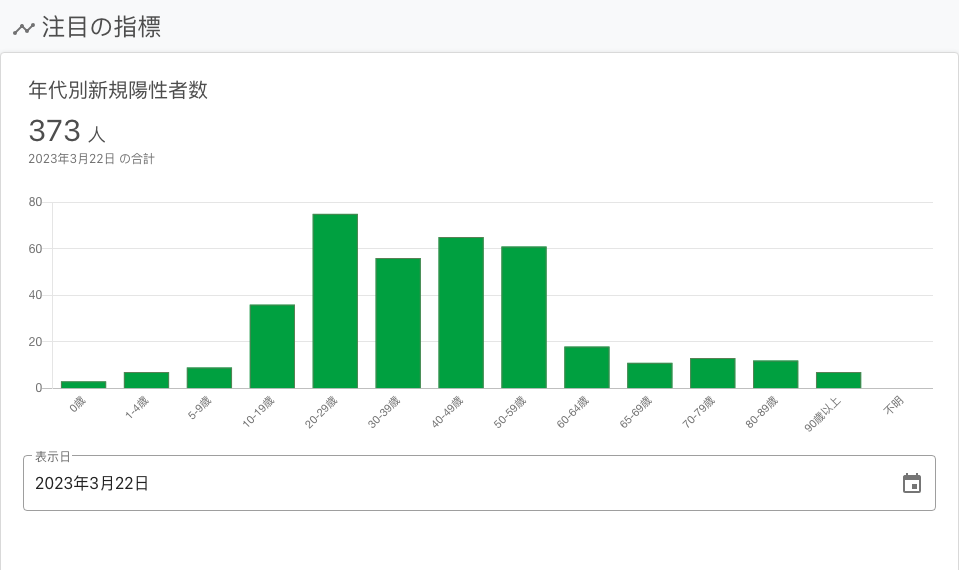 注目の指標
年代別新規陽性者数
373 人
2023年3月22日 の合計
80
60
40
20
0
0歳
1-4歳
5-9歳
10-19歳
20-29歳
30-39歳
40-49歳
50-59歳
60-64歳
65-69歳
70-79歳
80-89歳
90歳以上
不明
表示日
2023年3月22日